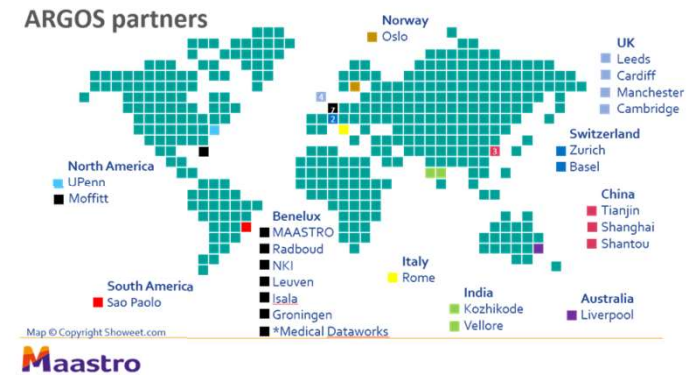 ARGOS partners
Norway
Oslo
UK
Leeds
Cardiff
Manchester
Cambridge
4
7
2
3
Switzerland
Zurich
Basel
North America
UPenn
Moffitt
China
Tianjin
Shanghai
Shantou
Benelux
MAASTRO
Radboud
NKI
Leuven
Isala
Groningen
*Medical Dataworks
Italy
Rome
South America
Sao Paolo
India
Kozhikode
Vellore
Australia
Liverpool
Map © Copyright Showeet.com
Maastro